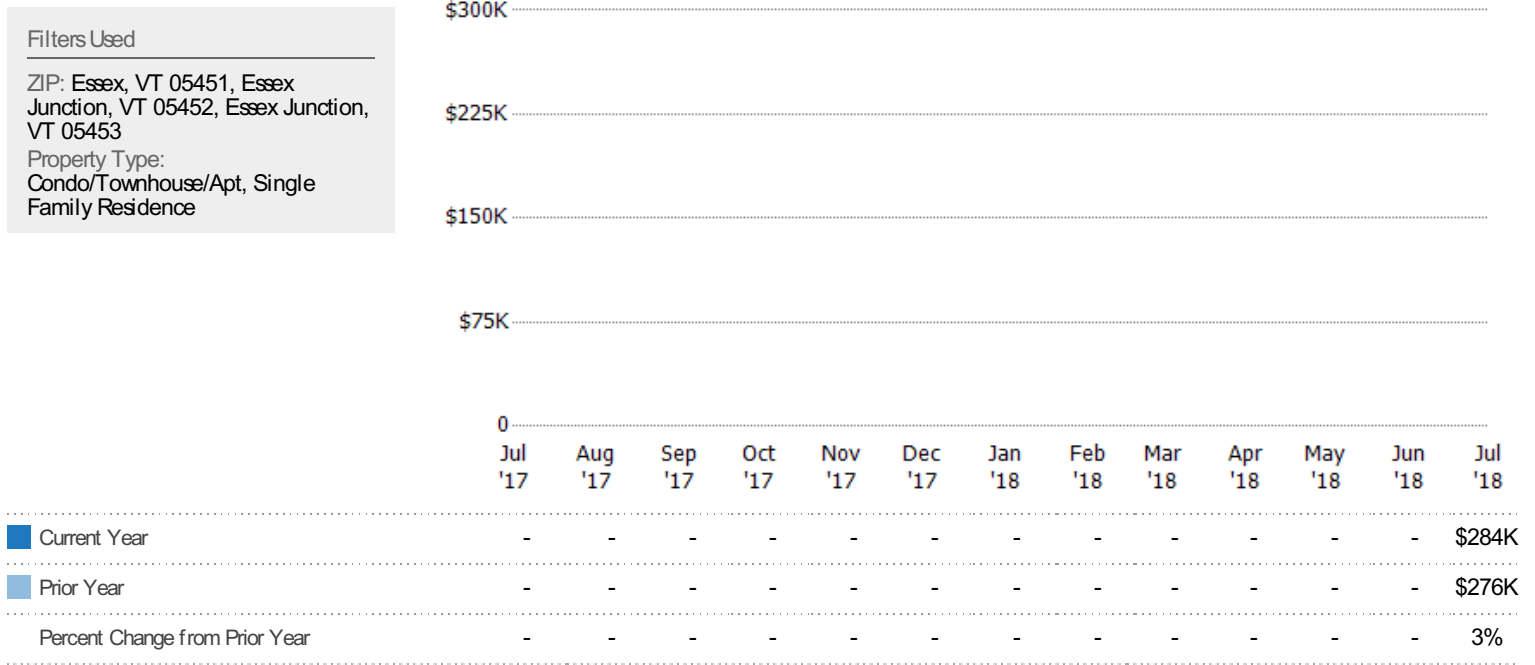 Filters Used
ZIP: Essex, VT 05451, Essex
Junction, VT 05452, Essex Junction,
VT 05453
Property Type:
Condo/Townhouse/Apt, Single
Family Residence
$300K
$225K
$150K
$75K
0
Jul Aug Sep Oct Nov Dec Jan Feb Mar Apr May Jun Jul
'17 '17 '17 '17 '17 '17 '18 '18 '18 '18 '18 '18 '18
Current Year - - - - - - - - - - - - $284K
Prior Year - - - - - - - - - - - - $276K
Percent Change from Prior Year - - - - - - - - - - - - 3%